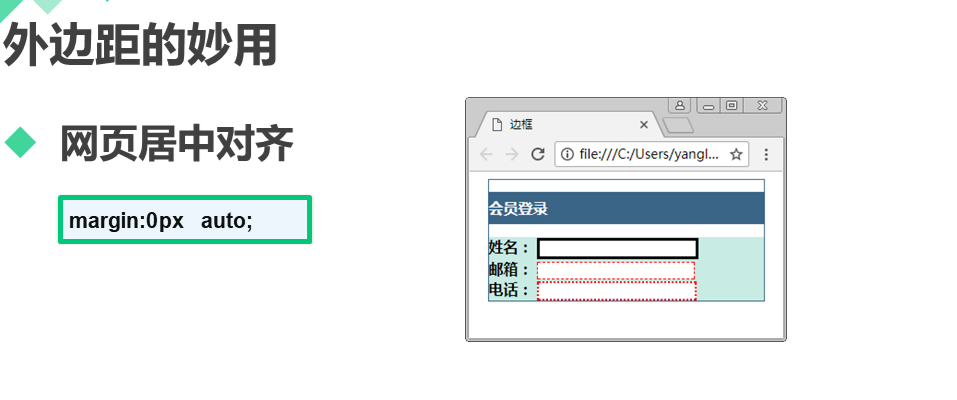 外边距的妙用
网页居中对齐
margin:0px auto;
边框
file:///C:/Users/yangl...
会员登录
姓名：
邮箱：
电话：